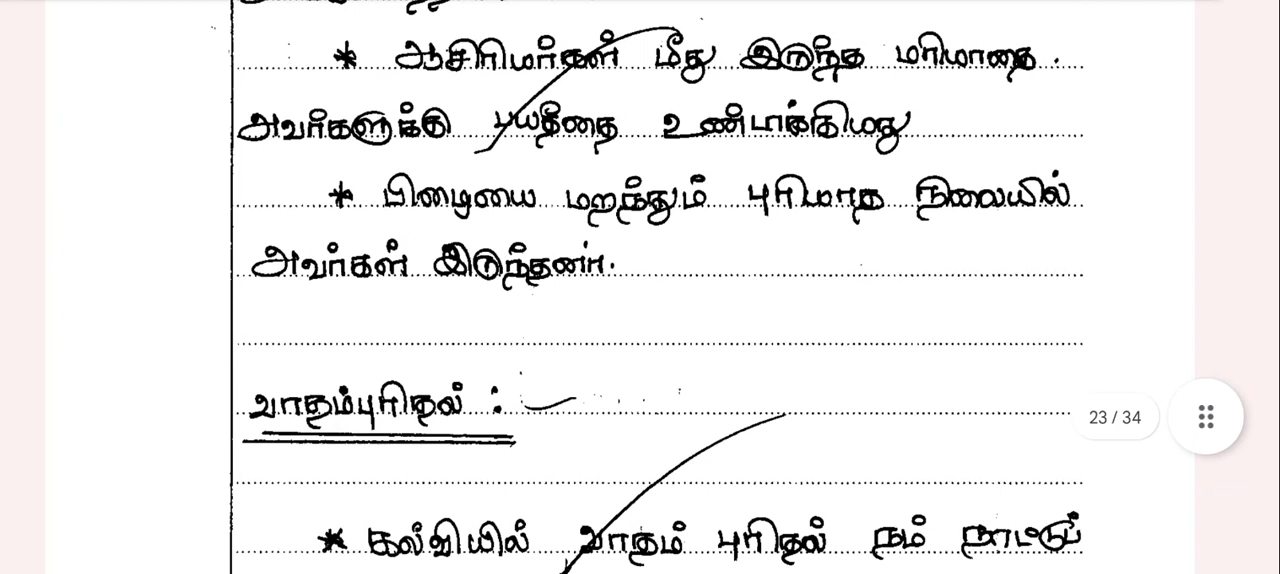 * ஆசிரியர்கள் மீது இருந்த மரியாதை
அவர்களுக்கு பயத்தை உண்டாக்கியது
* பிழையை மறந்தும் புரியாத நிலையில்
அவர்கள் இருந்தனர்.
வாதம்புரிதல் :
23 / 34
* கல்வியில் வாதம் புரிதல் நம் நாட்டுப்